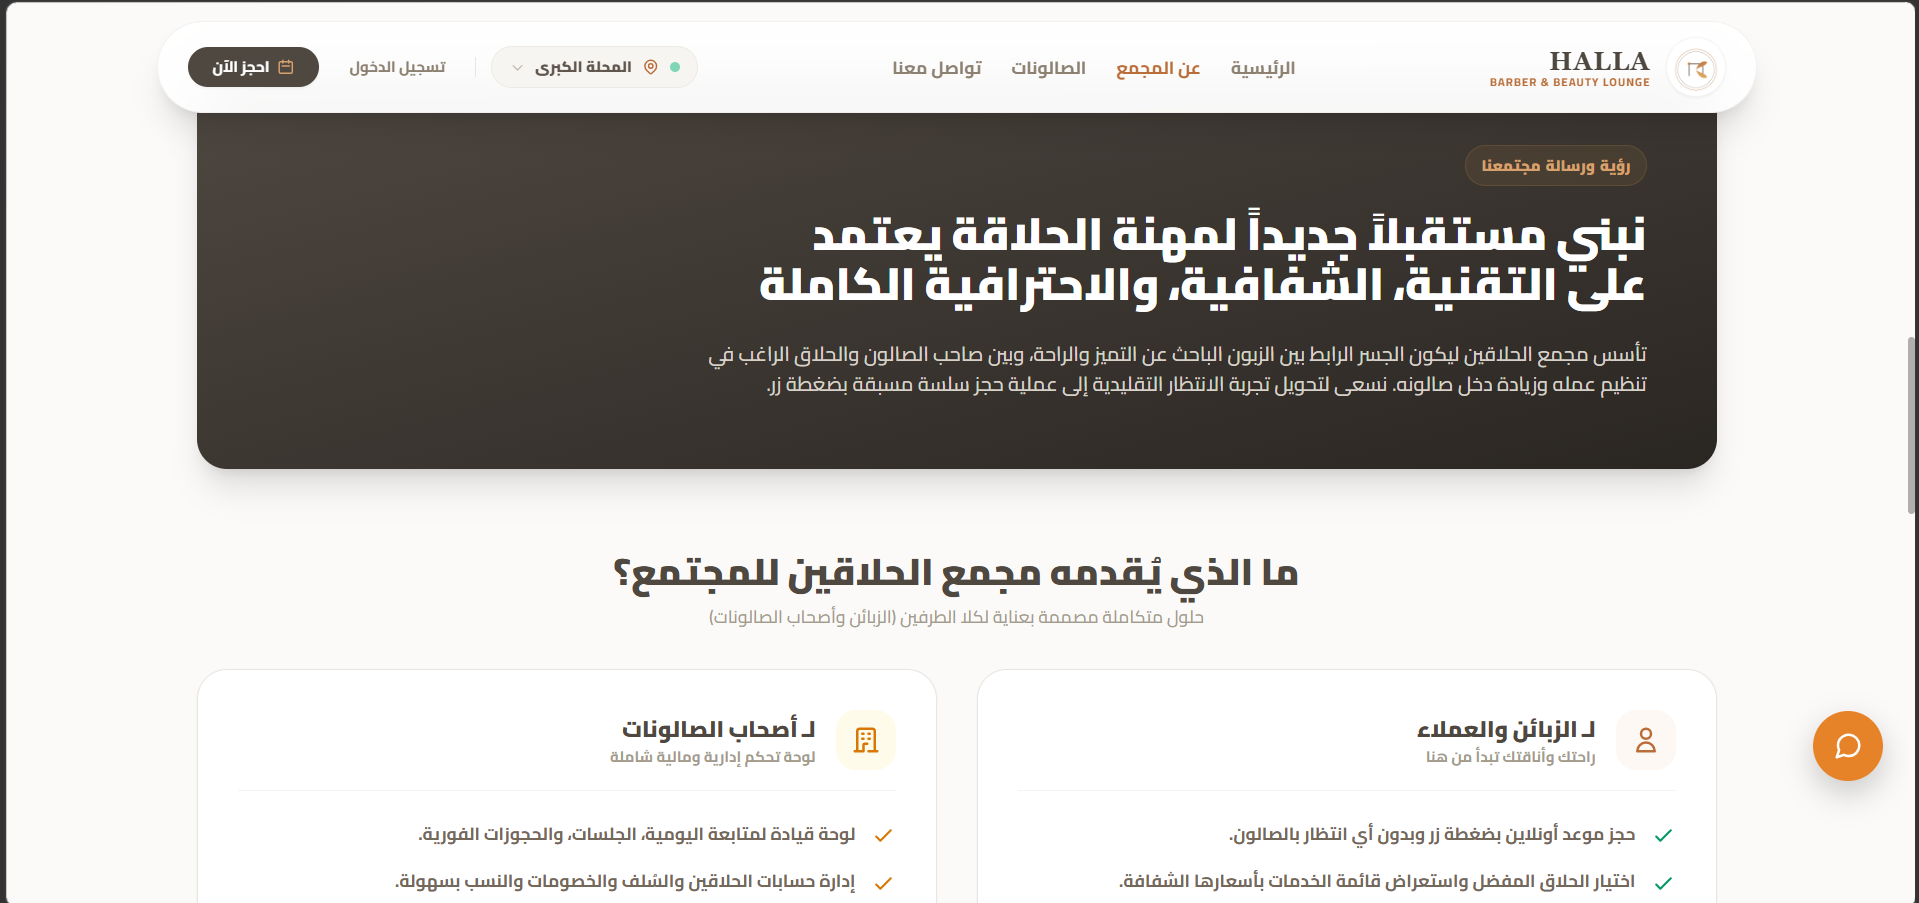 HALLA
BARBER & BEAUTY LOUNGE
الرئيسية
عن المجمع
الصالونات
تواصل معنا
المحلة الكبرى
تسجيل الدخول
احجز الآن
رؤية ورسالة مجتمعنا
نبني مستقبلاً جديداً لمهنة الحلاقة يعتمد
على التقنية، الشفافية، والاحترافية الكاملة
تأسس مجمع الحلاقين ليكون الجسر الرابط بين الزبون الباحث عن التميز والراحة، وبين صاحب الصالون والحلاق الراغب في
تنظيم عمله وزيادة دخل صالونه. نسعى لتحويل تجربة الانتظار التقليدية إلى عملية حجز سلسة مسبقة بضغطة زر.
ما الذي يُقدمه مجمع الحلاقين للمجتمع؟
حلول متكاملة مصممة بعناية لكلا الطرفين (الزبائن وأصحاب الصالونات)
لـ الزبائن والعملاء
راحتك وأناقتك تبدأ من هنا
حجز موعد أونلاين بضغطة زر وبدون أي انتظار بالصالون.
اختيار الحلاق المفضل واستعراض قائمة الخدمات بأسعارها الشفافة.
لـ أصحاب الصالونات
لوحة تحكم إدارية ومالية شاملة
لوحة قيادة لمتابعة اليومية، الجلسات، والحجوزات الفورية.
إدارة حسابات الحلاقين والسُلف والخصومات والنسب بسهولة.